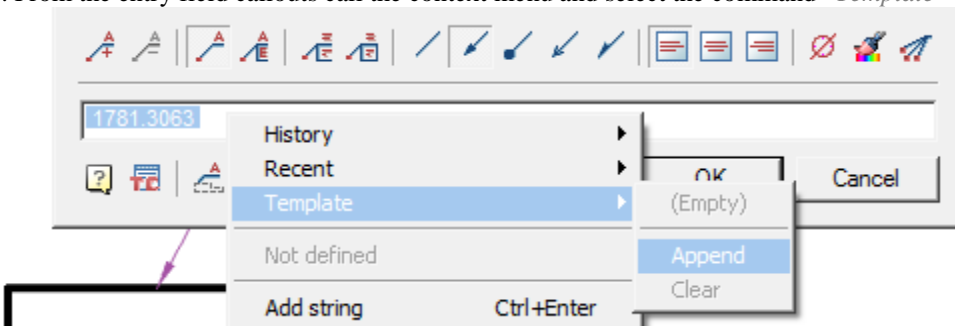 From the entry field callouts call the context menu and select the command "Template"
1781.3063
History
Recent
OK
Cancel
Template
(Empty)
Not defined
Append
Clear
Add string Ctrl+Enter